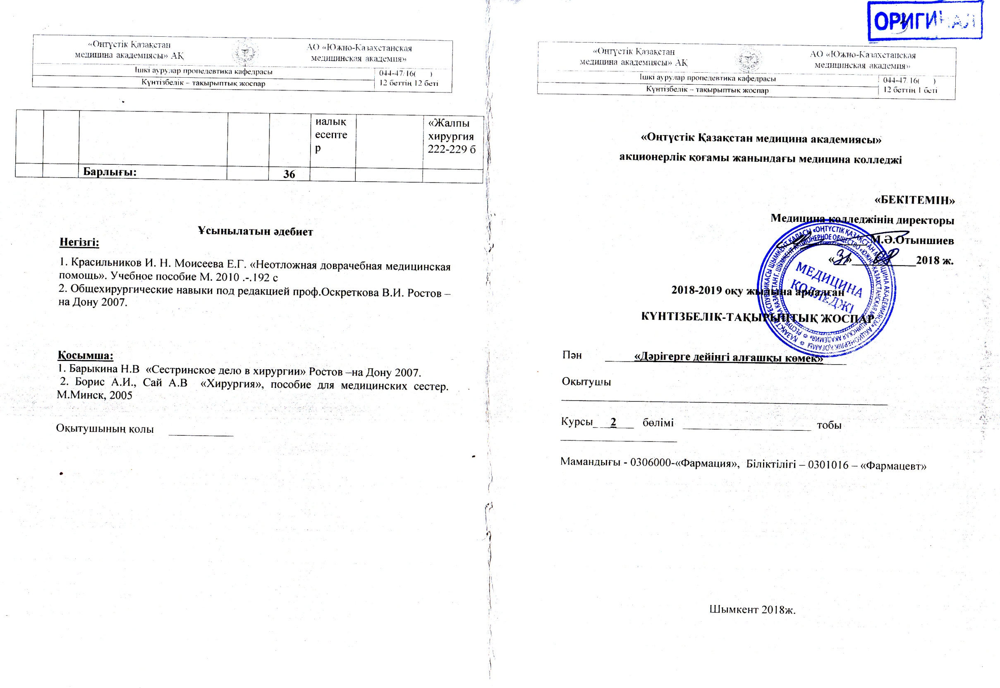 «Оңтүстік Қазақстан
медицина академиясы» АҚ
АО «Южно-Казахстанская
медицинская академия»
Ішкі аурулар пропедевтика кафедрасы
044-47/16( )
Күнтізбелік – тақырыптық жоспар
12 беттің 12 беті
иалық
есепте
р
«Жалпы
хирургия
222-229 б
Барлығы:
36
Ұсынылатын әдебиет
Негізгі:
1. Красильников И. Н. Моисеева Е.Г. «Неотложная доврачебная медицинская
помощь». Учебное пособие М. 2010 .-.192 с
2. Общехирургические навыки под редакцией проф.Оскреткова В.И. Ростов –
на Дону 2007.
Қосымша:
1. Барыкина Н.В «Сестринское дело в хирургии» Ростов –на Дону 2007.
2. Борис А.И., Сай А.В «Хирургия», пособие для медицинских сестер.
М.Минск, 2005
Оқытушының қолы ___________
ОРИГИНАЛ
«Оңтүстік Қазақстан
медицина академиясы» АҚ
АО «Южно-Казахстанская
медицинская академия»
Ішкі аурулар пропедевтика кафедрасы
044-47/16( )
Күнтізбелік – тақырыптық жоспар
12 беттің 1 беті
«Оңтүстік Қазақстан медицина академиясы»
акционерлік қоғамы жанындағы медицина колледжі
«БЕКІТЕМІН»
Медицина колледжінің директоры
М.Ә.Отыншиев
«31» 08 2018 ж.
МЕДИЦИНА
КОЛЛЕДЖІ
2018-2019 оқу жылына арналған
КҮНТІЗБЕЛІК-ТАҚЫРЫПТЫҚ ЖОСПАР
Пән «Дәрігерге дейінгі алғашқы көмек»
Оқытушы
Курсы 2 бөлімі ______________________ тобы
____________________
Мамандығы - 0306000-«Фармация», Біліктілігі – 0301016 – «Фармацевт»
Шымкент 2018ж.